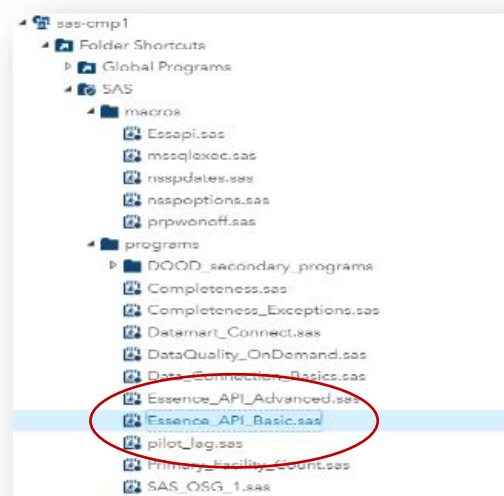 sas-cmp1
Folder Shortcuts
Global Programs
SAS
macros
Essapi.sas
mssqlexec.sas
nsspdates.sas
nsspoptions.sas
prpwonoff.sas
programs
DOOD_secondary_programs
Completeness.sas
Completeness_Exceptions.sas
Datamart_Connect.sas
DataQuality_OnDemand.sas
Data_Connection_Basics.sas
Essence_API_Advanced.sas
Essence_API_Basic.sas
pilot_lag.sas
Primary_Facility_Count.sas
SAS_OSG_1.sas